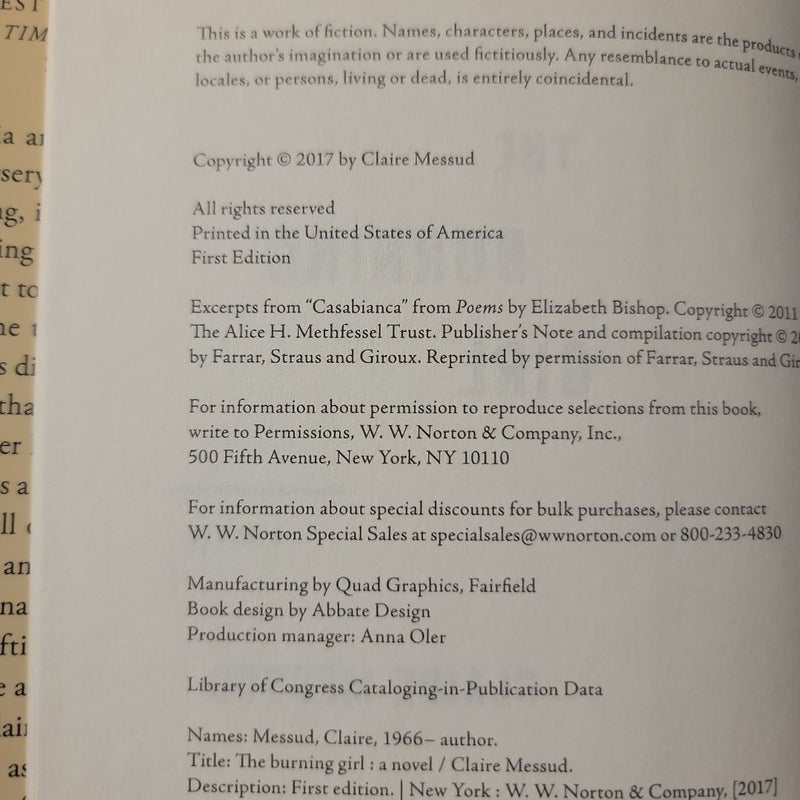 This is a work of fiction. Names, characters, places, and incidents are the products
the author's imagination or are used fictitiously. Any resemblance to actual events,
locales, or persons, living or dead, is entirely coincidental.
Copyright © 2017 by Claire Messud
All rights reserved
Printed in the United States of America
First Edition
Excerpts from “Casabianca” from Poems by Elizabeth Bishop. Copyright © 2011
The Alice H. Methfessel Trust. Publisher's Note and compilation copyright ©
by Farrar, Straus and Giroux. Reprinted by permission of Farrar, Straus and
For information about permission to reproduce selections from this book,
write to Permissions, W. W. Norton & Company, Inc.,
500 Fifth Avenue, New York, NY 10110
For information about special discounts for bulk purchases, please contact
W. W. Norton Special Sales at specialsales@wwnorton.com or 800-233-4830
Manufacturing by Quad Graphics, Fairfield
Book design by Abbate Design
Production manager: Anna Oler
Library of Congress Cataloging-in-Publication Data
Names: Messud, Claire, 1966– author.
Title: The burning girl : a novel / Claire Messud.
Description: First edition. | New York : W. W. Norton & Company, [2017]